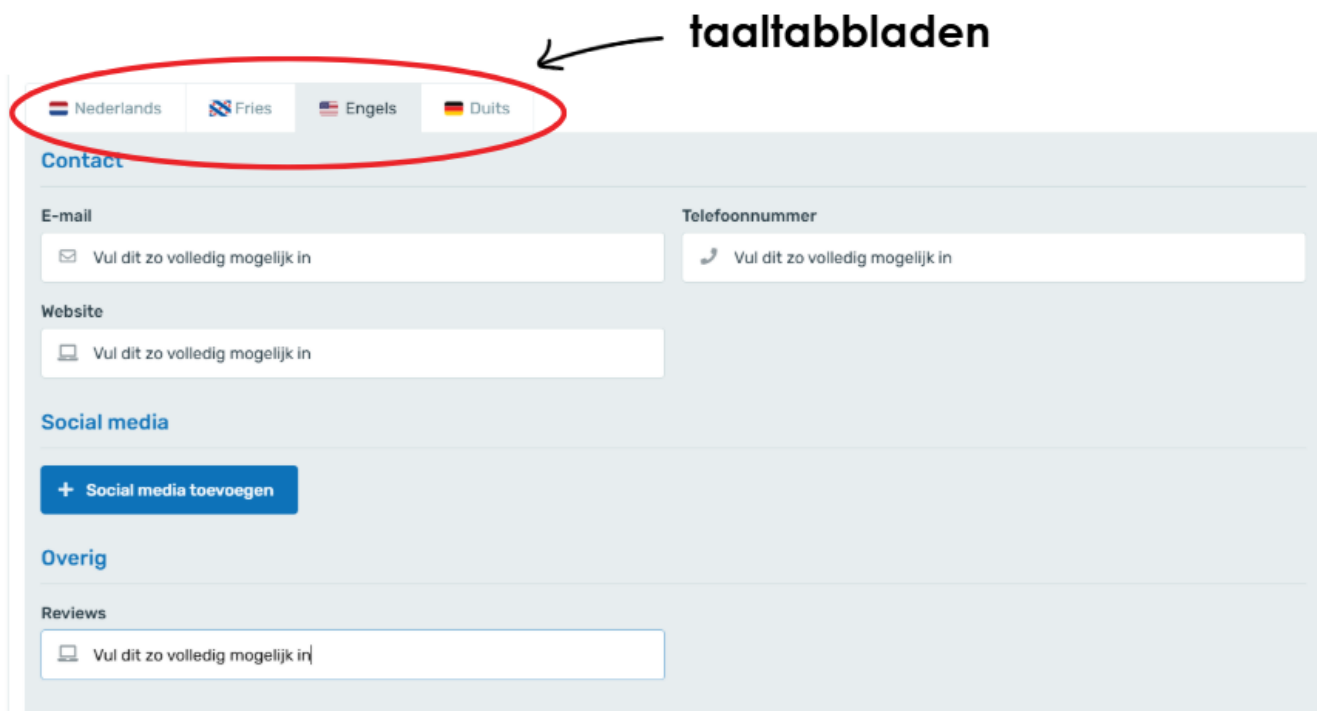 taaltabbladen
Nederlands Fries Engels Duits
Contact
E-mail Telefoonnummer
Vul dit zo volledig mogelijk in Vul dit zo volledig mogelijk in
Website
Vul dit zo volledig mogelijk in
Social media
+ Social media toevoegen
Overig
Reviews
Vul dit zo volledig mogelijk in